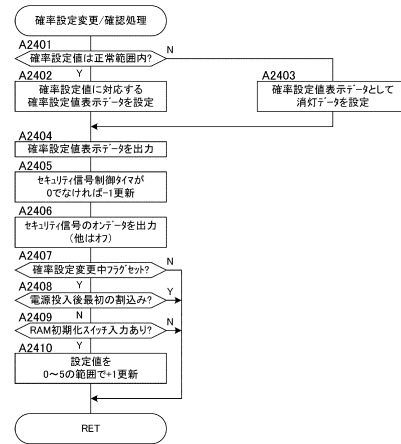 確率設定変更/確認処理
A2401
確率設定値は正常範囲内?
N
Y
A2402
確率設定値に対応する
確率設定値表示データを設定
A2403
確率設定値表示データとして
消灯データを設定
A2404
確率設定値表示データを出力
A2405
セキュリティ信号制御タイマが
0でなければ-1更新
A2406
セキュリティ信号のオンデータを出力
(他はオフ)
A2407
確率設定変更中フラグセット?
N
Y
A2408
電源投入後最初の割込み?
Y
N
A2409
RAM初期化スイッチ入力あり?
N
Y
A2410
設定値を
0~5の範囲で+1更新
RET